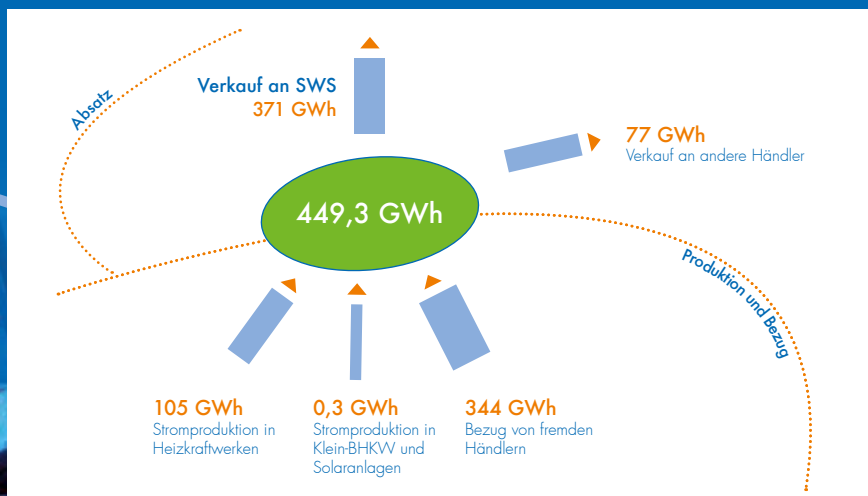 Absatz
Verkauf an SWS
371 GWh
77 GWh
Verkauf an andere Händler
449,3 GWh
Produktion und Bezug
105 GWh
Stromproduktion in
Heizkraftwerken
0,3 GWh
Stromproduktion in
Klein-BHKW und
Solaranlagen
344 GWh
Bezug von fremden
Händlern